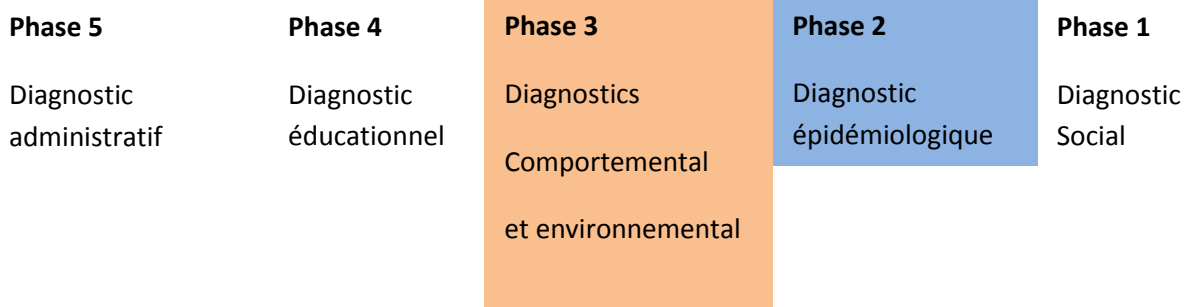 Phase 5
Diagnostic
administratif
Phase 4
Diagnostic
éducationnel
Phase 3
Diagnostics
Comportemental
et environnemental
Phase 2
Diagnostic
épidémiologique
Phase 1
Diagnostic
Social